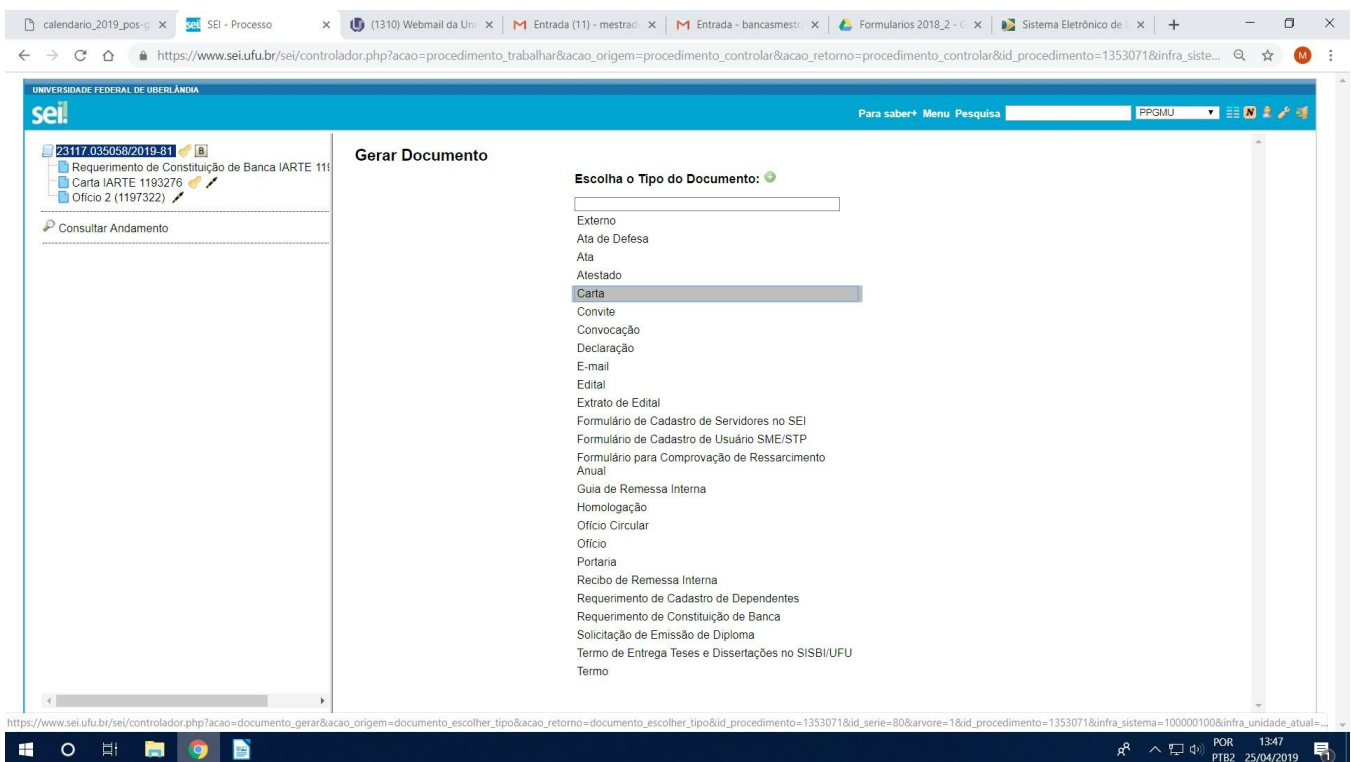 calendario_2019_pos-g
SEI - Processo
(1310) Webmail da Un
Entrada (11) - mestrad
Entrada - bancasmestr
Formularios 2018_2 - G
Sistema Eletrônico de
https://www.sei.ufu.br/sei/controlador.php?acao=procedimento_trabalhar&acao_origem=procedimento_controlar&acao_retorno=procedimento_controlar&id_procedimento=1353071&infra_siste...
M
UNIVERSIDADE FEDERAL DE UBERLÂNDIA
sei!
Para saber+ Menu Pesquisa
PPGMU
N
23117.035058/2019-81
B
Requerimento de Constituição de Banca IARTE 119
Carta IARTE 1193276
Ofício 2 (1197322)
Consultar Andamento
Gerar Documento
Escolha o Tipo do Documento:
Externo
Ata de Defesa
Ata
Atestado
Carta
Convite
Convocação
Declaração
E-mail
Edital
Extrato de Edital
Formulário de Cadastro de Servidores no SEI
Formulário de Cadastro de Usuário SME/STP
Formulário para Comprovação de Ressarcimento
Anual
Guia de Remessa Interna
Homologação
Ofício Circular
Ofício
Portaria
Recibo de Remessa Interna
Requerimento de Cadastro de Dependentes
Requerimento de Constituição de Banca
Solicitação de Emissão de Diploma
Termo de Entrega Teses e Dissertações no SISBI/UFU
Termo
https://www.sei.ufu.br/sei/controlador.php?acao=documento_gerar&acao_origem=documento_escolher_tipo&acao_retorno=documento_escolher_tipo&id_procedimento=1353071&id_serie=80&arvore=1&id_procedimento=1353071&infra_sistema=100000100&infra_unidade_atual=...
POR
PTB2
13:47
25/04/2019
1